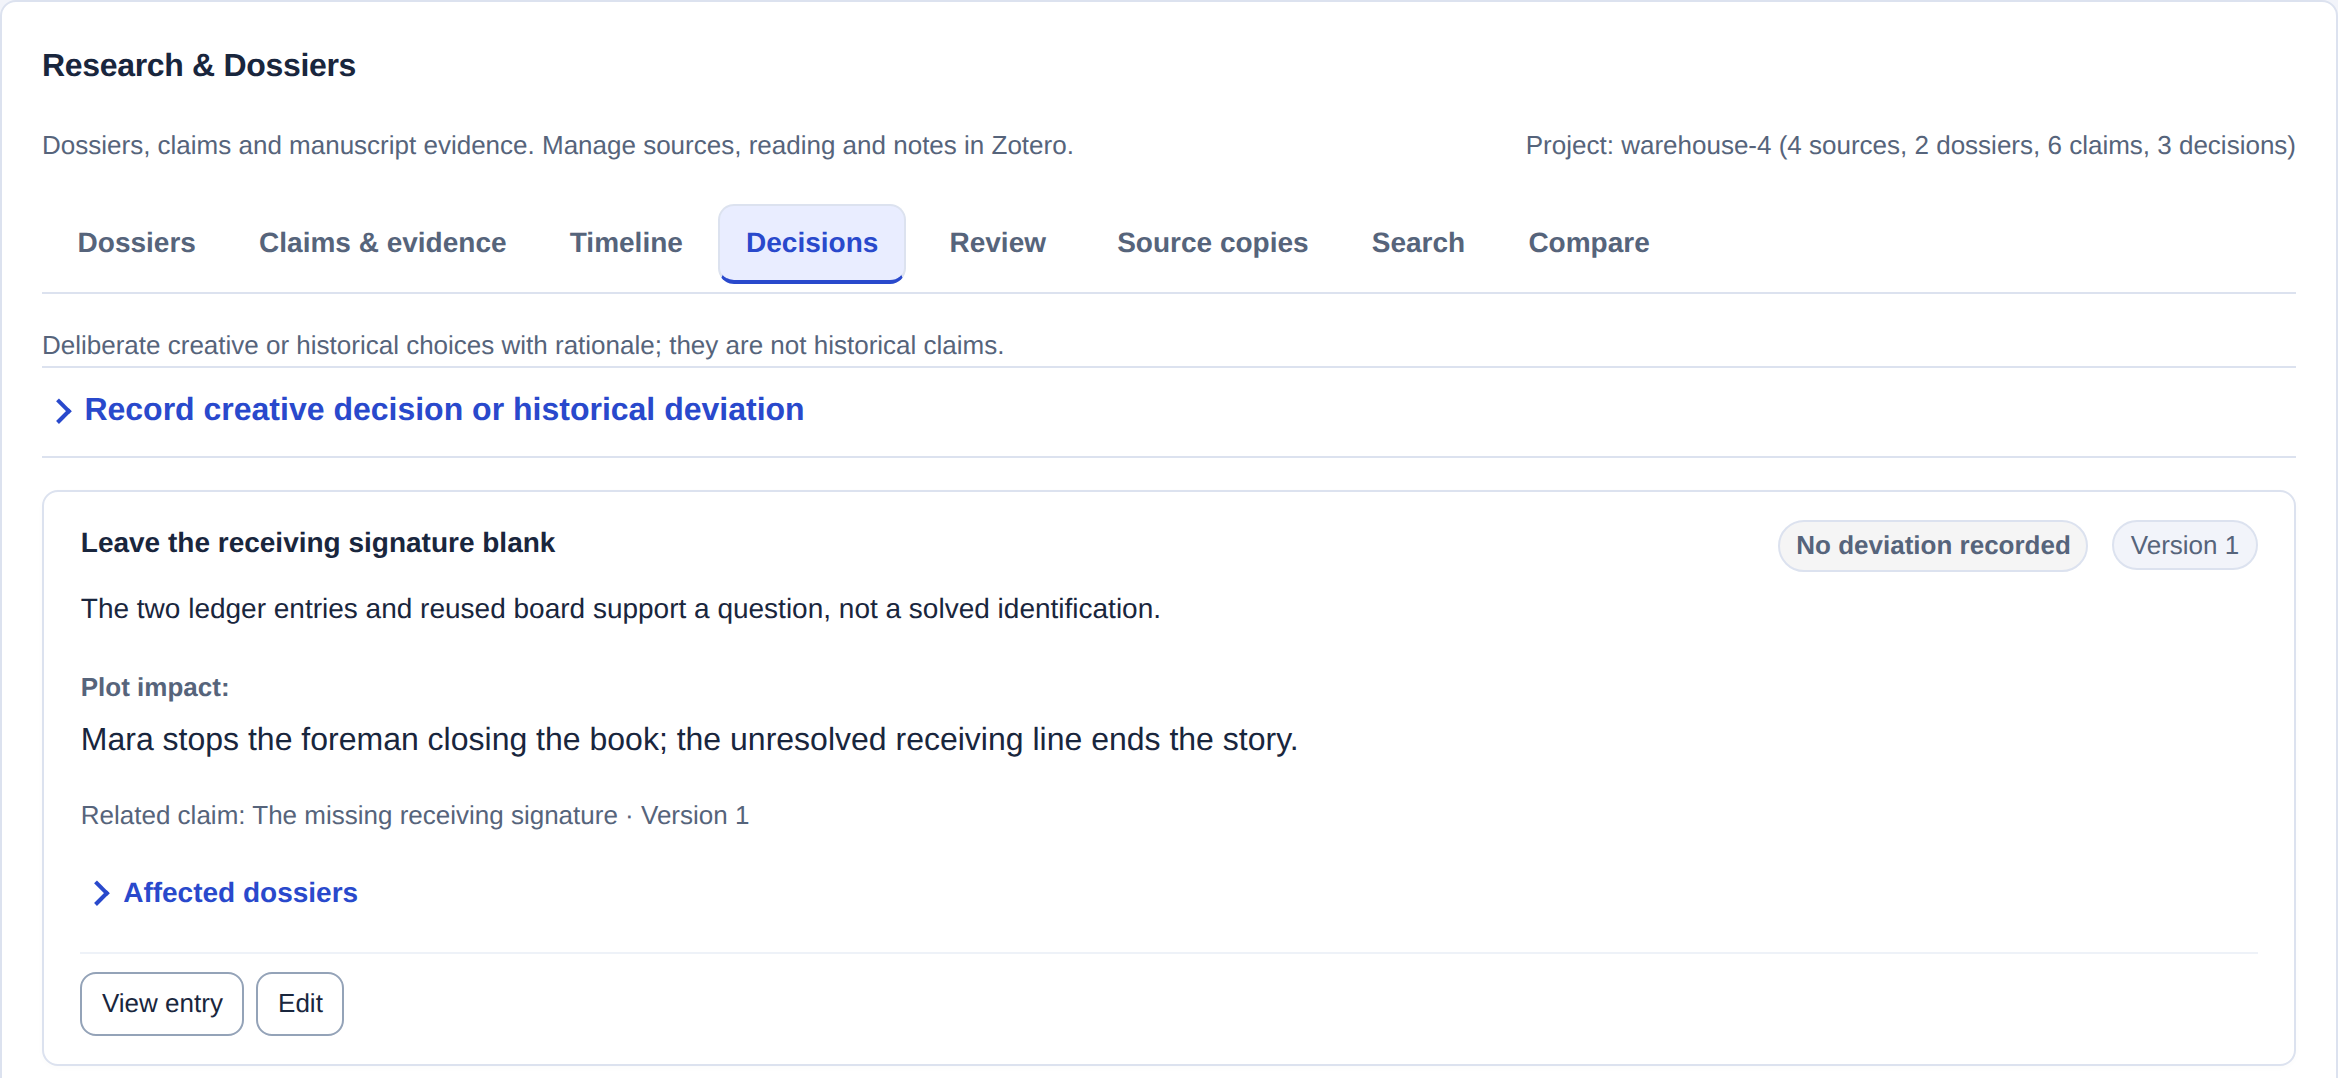 Research & Dossiers
Dossiers, claims and manuscript evidence. Manage sources, reading and notes in Zotero.
Project: warehouse-4 (4 sources, 2 dossiers, 6 claims, 3 decisions)
Dossiers
Claims & evidence
Timeline
Decisions
Review
Source copies
Search
Compare
Deliberate creative or historical choices with rationale; they are not historical claims.
Record creative decision or historical deviation
Leave the receiving signature blank
No deviation recorded
Version 1
The two ledger entries and reused board support a question, not a solved identification.
Plot impact:
Mara stops the foreman closing the book; the unresolved receiving line ends the story.
Related claim: The missing receiving signature · Version 1
Affected dossiers
View entry
Edit